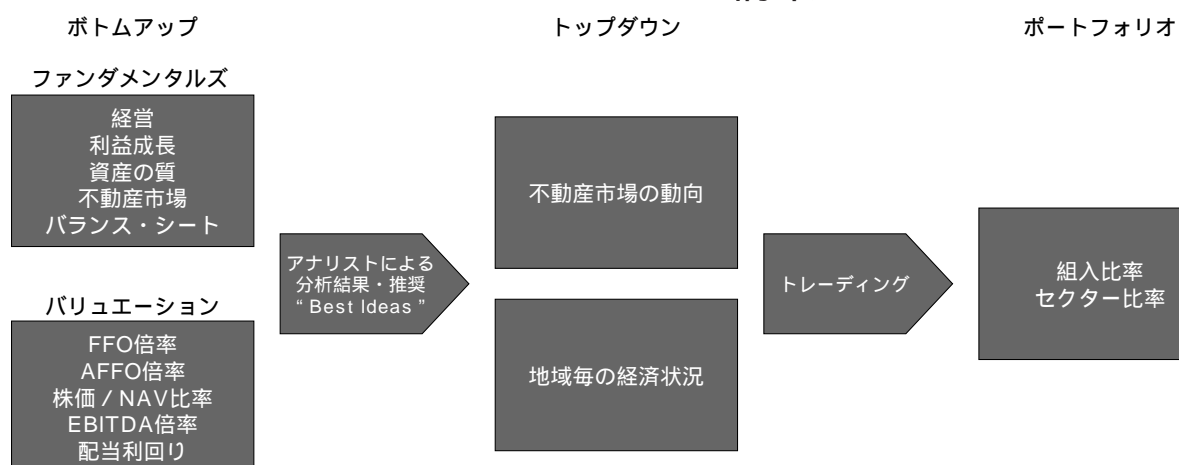 ボトムアップ
トップダウン
ポートフォリオ
ファンダメンタルズ
経営
利益成長
資産の質
不動産市場
バランス・シート
バリュエーション
FFO倍率
AFFO倍率
株価／NAV比率
EBITDA倍率
配当利回り
アナリストによる
分析結果・推奨
“ Best Ideas ”
不動産市場の動向
地域毎の経済状況
トレーディング
組入比率
セクター比率